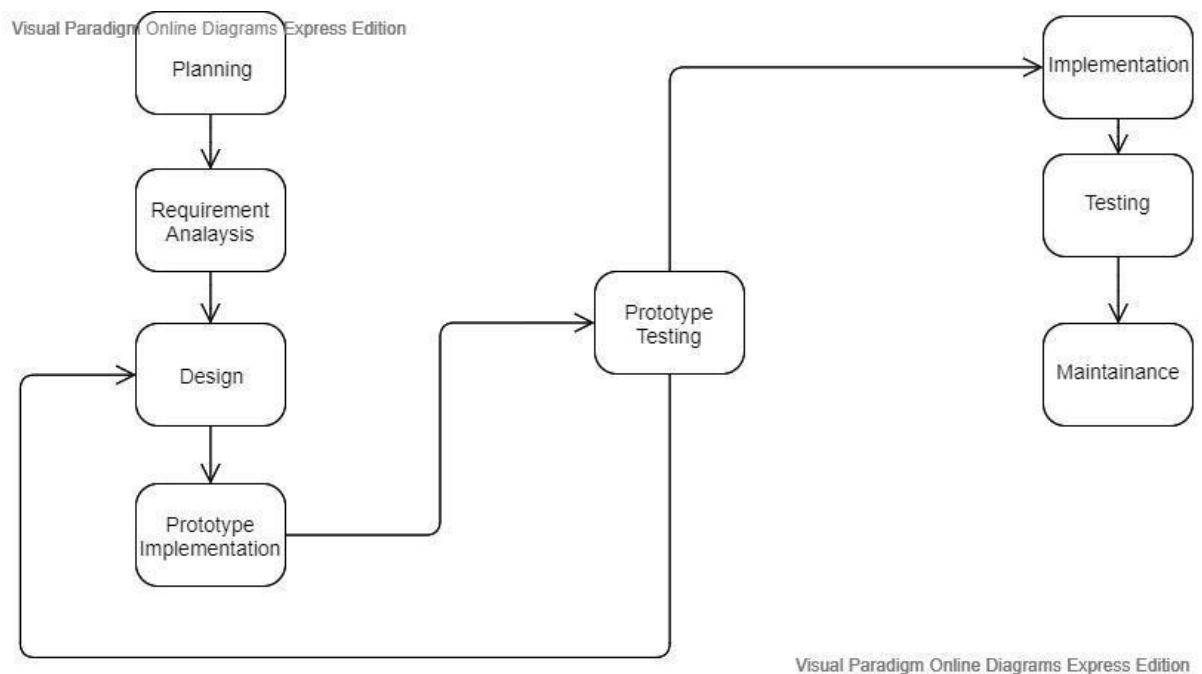 Visual Paradigm Online Diagrams Express Edition
Planning
Requirement
Analaysis
Design
Prototype
Implementation
Prototype
Testing
Implementation
Testing
Maintainance
Visual Paradigm Online Diagrams Express Edition